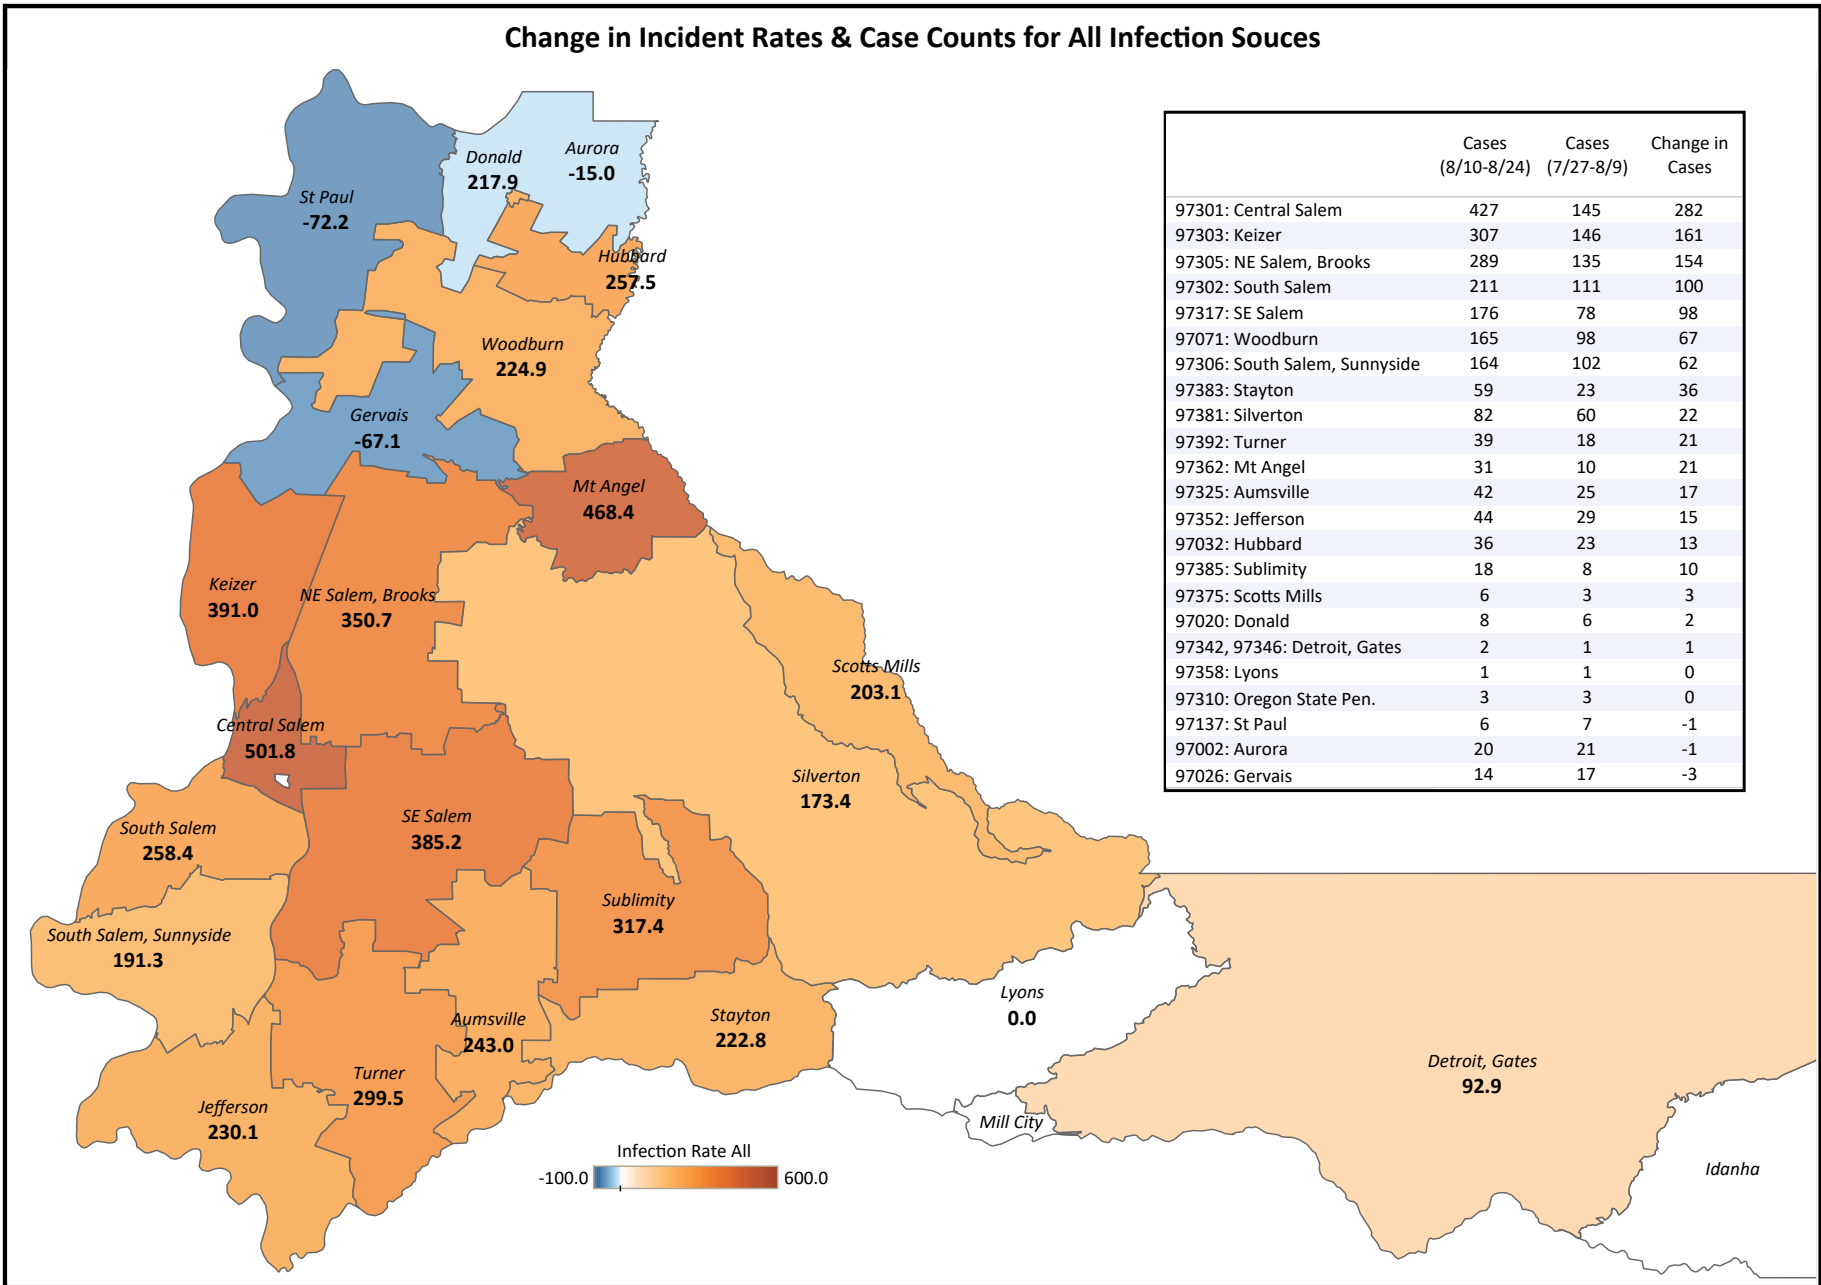 Change in Incident Rates & Case Counts for All Infection Souces
Cases (8/10-8/24) Cases (7/27-8/9) Change in Cases
97301: Central Salem 427 145 282
97303: Keizer 307 146 161
97305: NE Salem, Brooks 289 135 154
97302: South Salem 211 111 100
97317: SE Salem 176 78 98
97071: Woodburn 165 98 67
97306: South Salem, Sunnyside 164 102 62
97383: Stayton 59 23 36
97381: Silverton 82 60 22
97392: Turner 39 18 21
97362: Mt Angel 31 10 21
97325: Aumsville 42 25 17
97352: Jefferson 44 29 15
97032: Hubbard 36 23 13
97385: Sublimity 18 8 10
97375: Scotts Mills 6 3 3
97020: Donald 8 6 2
97342, 97346: Detroit, Gates 2 1 1
97358: Lyons 1 1 0
97310: Oregon State Pen. 3 3 0
97137: St Paul 6 7 -1
97002: Aurora 20 21 -1
97026: Gervais 14 17 -3
Aurora
-15.0
Donald
217.9
St Paul
-72.2
Hubbard
257.5
Woodburn
224.9
Gervais
-67.1
Mt Angel
468.4
Keizer
391.0
NE Salem, Brooks
350.7
Scotts Mills
203.1
Central Salem
501.8
Silverton
173.4
SE Salem
385.2
South Salem
258.4
Sublimity
317.4
South Salem, Sunnyside
191.3
Lyons
0.0
Stayton
222.8
Aumsville
243.0
Detroit, Gates
92.9
Turner
299.5
Jefferson
230.1
Mill City
Idanha
Infection Rate All
-100.0 600.0